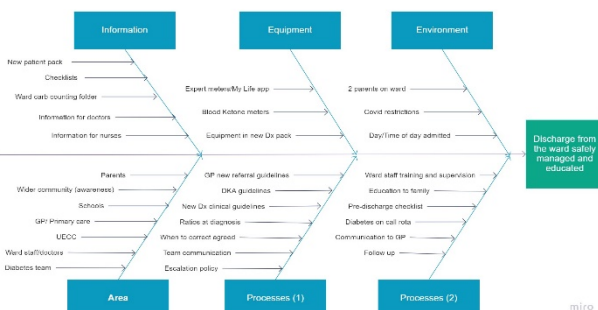 Information
Equipment
Environment
New patient pack
Checklists
Ward carb counting folder
Information for doctors
Information for nurses
Expert meters/My Life app
Blood Ketone meters
Equipment in new Dx pack
2 parents on ward
Covid restrictions
Day/Time of day admitted
Discharge from
the ward safely
managed and
educated
Parents
Wider community (awareness)
Schools
GP/ Primary care
UECC
Ward staff/doctors
Diabetes team
GP new referral guidelines
DKA guidelines
New Dx clinical guidelines
Ratios at diagnosis
When to correct agreed
Team communication
Escalation policy
Ward staff training and supervision
Education to family
Pre-discharge checklist
Diabetes on call rota
Communication to GP
Follow up
Area
Processes (1)
Processes (2)
miro